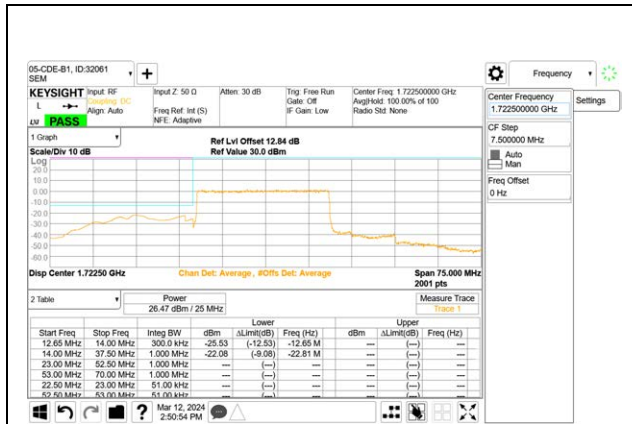 05-CDE-B1, ID:32061
SEM
Frequency
KEYSIGHT
Input: RF
Coupling: DC
Align: Auto
Input Z: 50 Ω
Freq Ref: Int (S)
NFE: Adaptive
Atten: 30 dB
Trig: Free Run
Gate: Off
IF Gain: Low
Center Freq: 1.722500000 GHz
Avg|Hold: 100.00% of 100
Radio Std: None
L
PASS
Center Frequency
1.722500000 GHz
Settings
CF Step
7.500000 MHz
Auto
Man
Freq Offset
0 Hz
1 Graph
Scale/Div 10 dB
Ref Lvl Offset 12.84 dB
Ref Value 30.0 dBm
Log
20.0
10.0
0.00
-10.0
-20.0
-30.0
-40.0
-50.0
-60.0
Disp Center 1.72250 GHz
Chan Det: Average , #Offs Det: Average
Span 75.000 MHz
2001 pts
2 Table
Power
26.47 dBm / 25 MHz
Measure Trace
Trace 1
Lower Upper
Start Freq Stop Freq Integ BW dBm ΔLimit(dB) Freq (Hz) dBm ΔLimit(dB) Freq (Hz)
12.65 MHz 14.00 MHz 300.0 kHz -25.53 (-12.53) -12.65 M --- (---) ---
14.00 MHz 37.50 MHz 1.000 MHz -22.08 (-9.08) -22.81 M --- (---) ---
23.00 MHz 52.50 MHz 1.000 MHz --- (---) --- --- (---) ---
53.00 MHz 70.00 MHz 1.000 MHz --- (---) --- --- (---) ---
22.50 MHz 23.00 MHz 51.00 kHz --- (---) --- --- (---) ---
52.50 MHz 53.00 MHz 51.00 kHz --- (---) --- --- (---) ---
Mar 12, 2024
2:50:54 PM